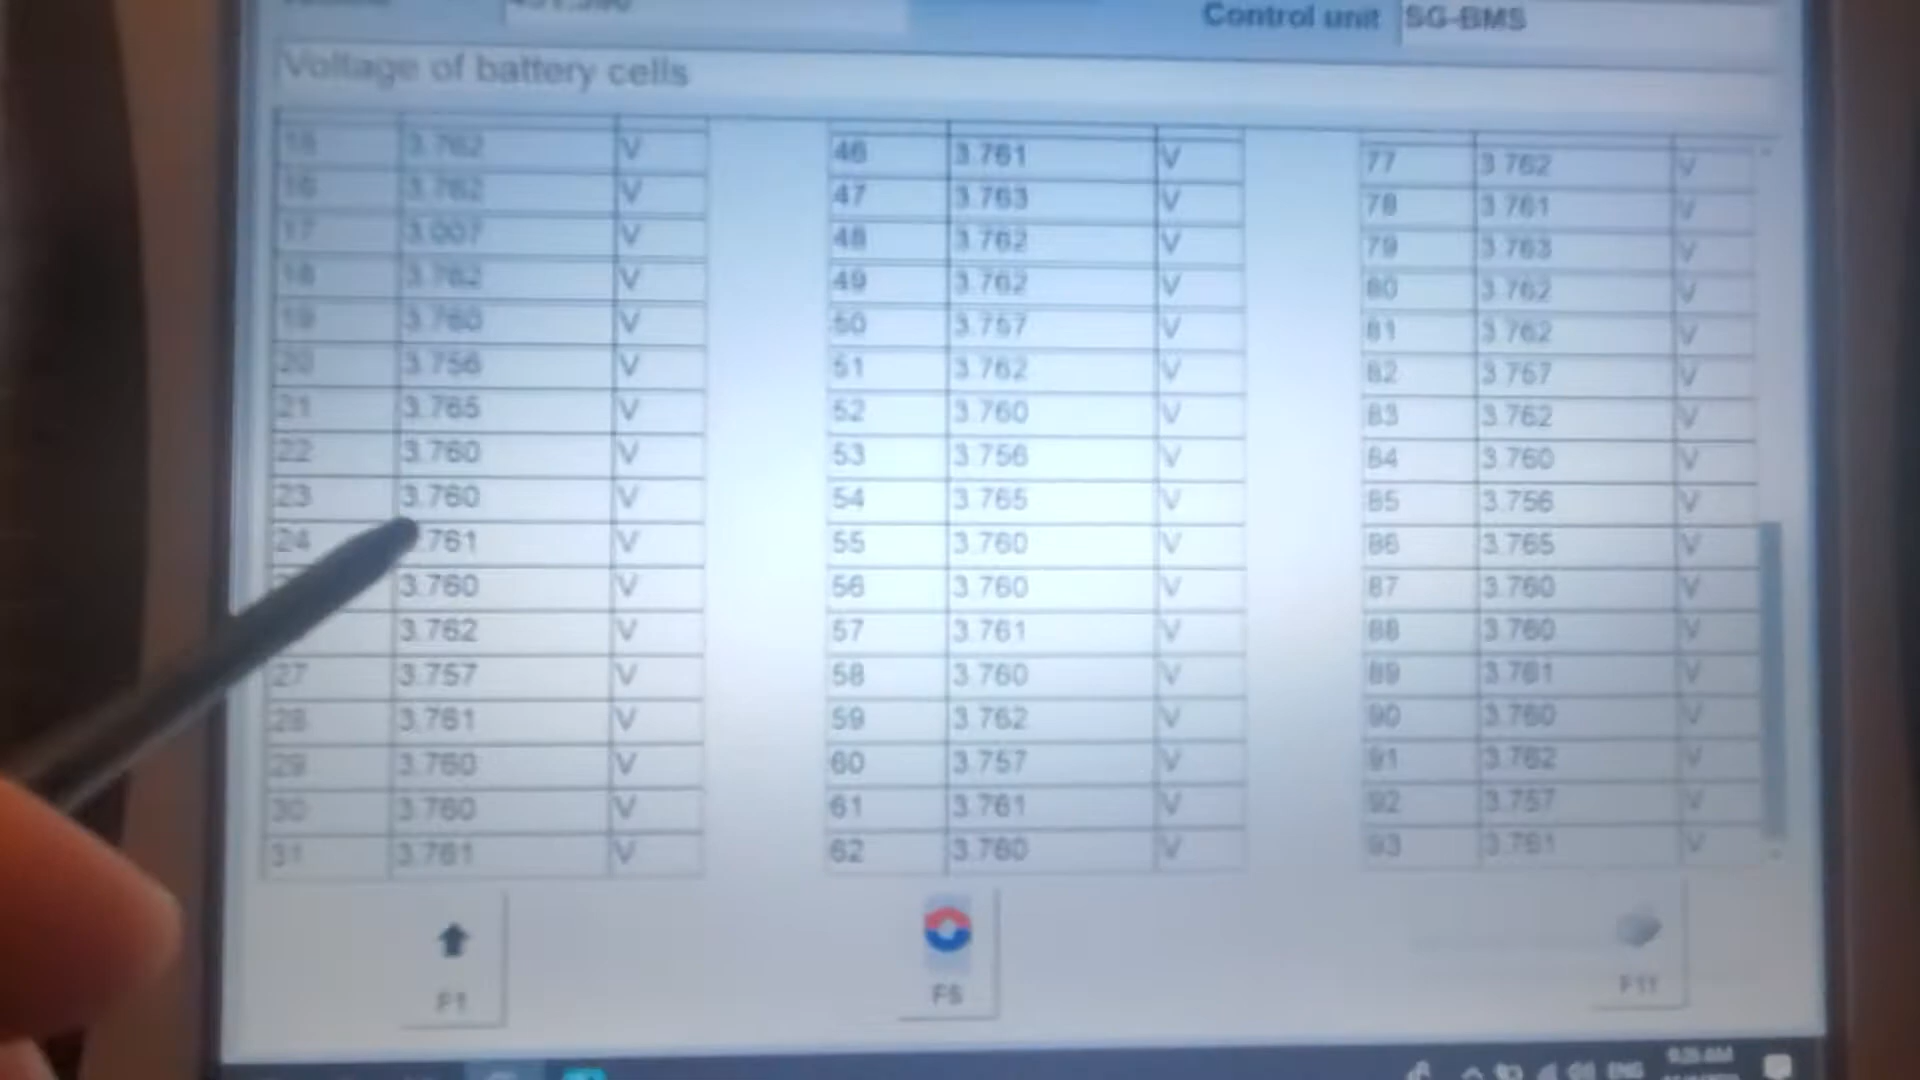 Control unit SG-BMS
Voltage of battery cells
15 3.762 V 46 3.761 V 77 3.762 V
16 3.762 V 47 3.763 V 78 3.761 V
17 3.007 V 48 3.762 V 79 3.763 V
18 3.762 V 49 3.762 V 80 3.762 V
19 3.760 V 50 3.757 V 81 3.762 V
20 3.756 V 51 3.762 V 82 3.757 V
21 3.765 V 52 3.760 V 83 3.762 V
22 3.760 V 53 3.756 V 84 3.760 V
23 3.760 V 54 3.765 V 85 3.756 V
24 .761 V 55 3.760 V 86 3.765 V
3.760 V 56 3.760 V 87 3.760 V
3.762 V 57 3.761 V 88 3.760 V
27 3.757 V 58 3.760 V 89 3.761 V
28 3.761 V 59 3.762 V 90 3.760 V
29 3.760 V 60 3.757 V 91 3.762 V
30 3.760 V 61 3.761 V 92 3.757 V
31 3.761 V 62 3.760 V 93 3.761 V
F1 F5 F11
ENG 9:26 AM